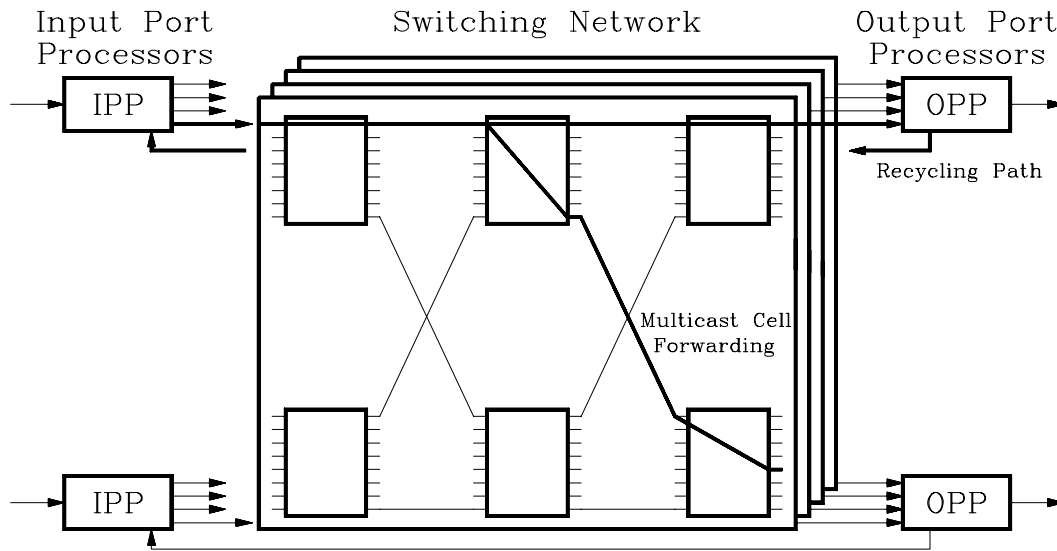 Input Port
Processors
Switching Network
Output Port
Processors
IPP
OPP
Recycling Path
Multicast Cell
Forwarding
IPP
OPP